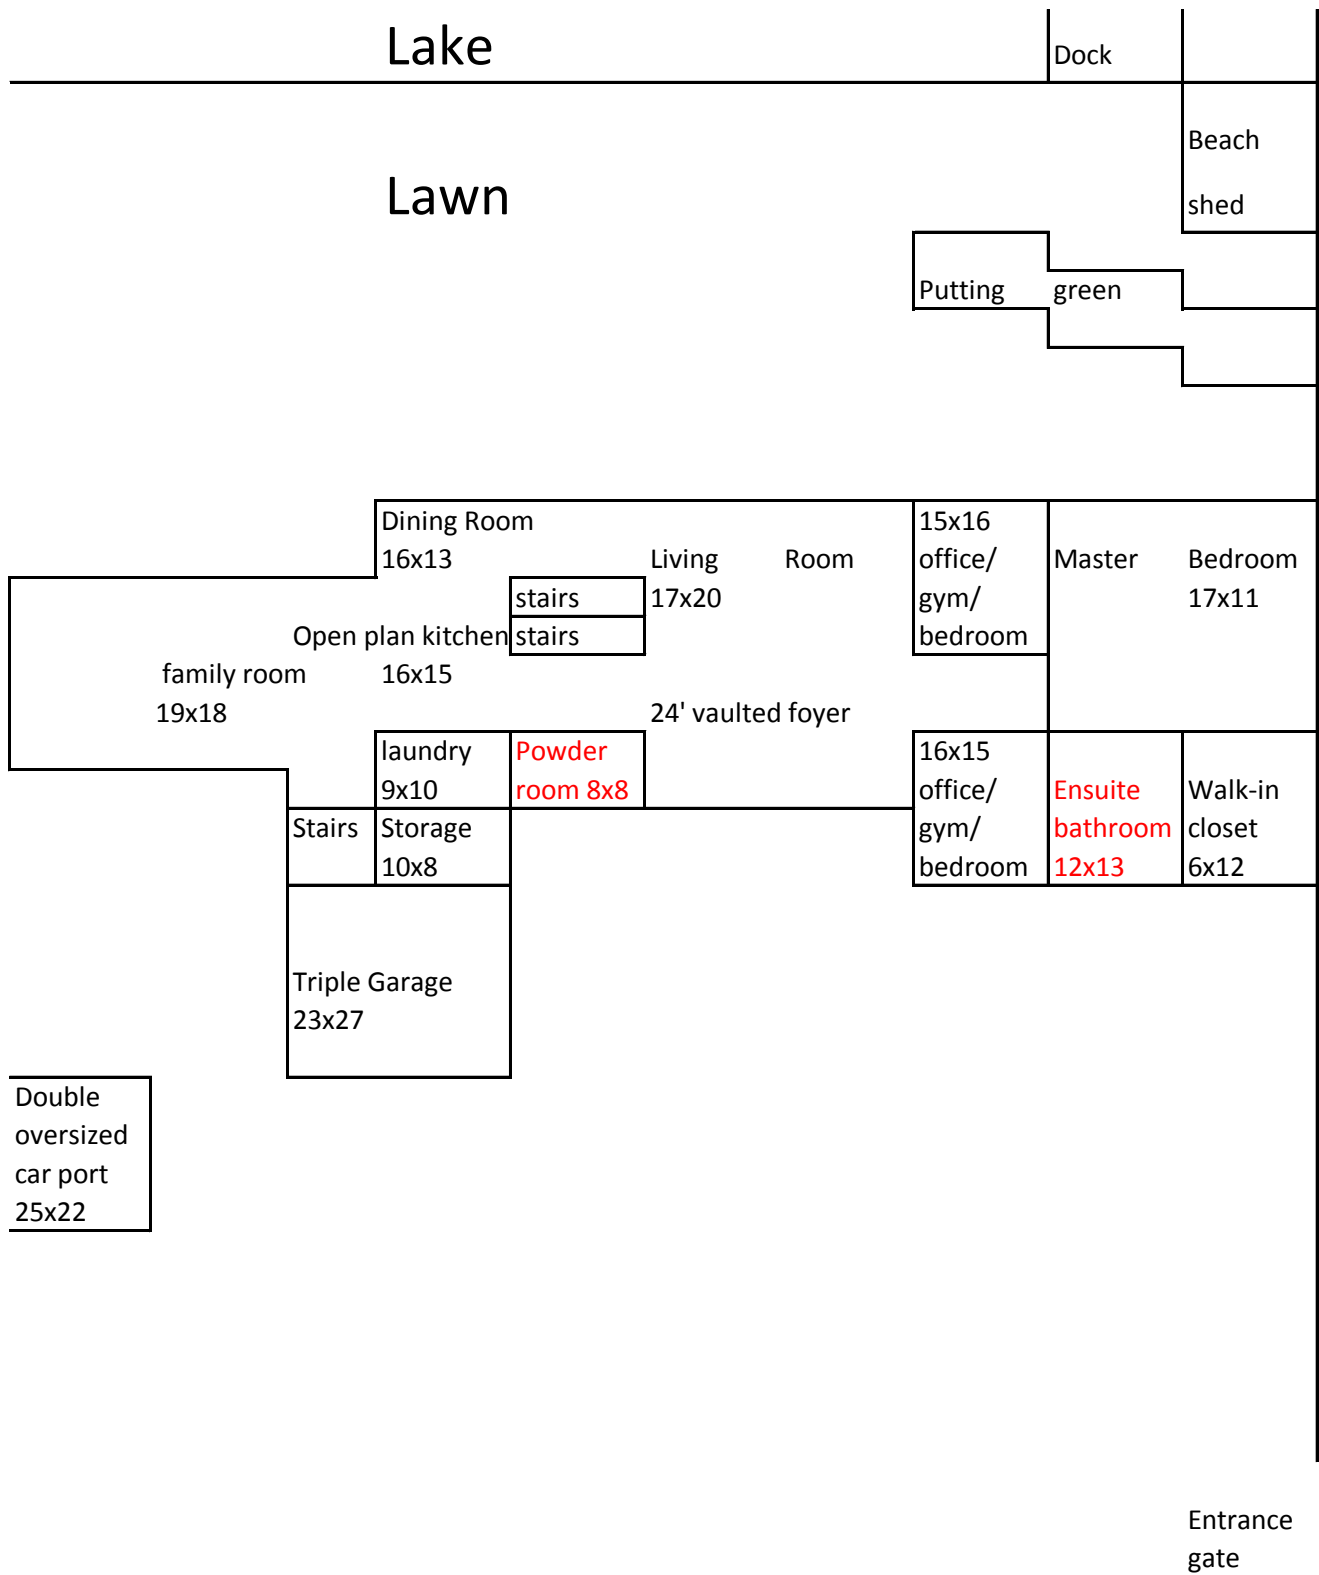 Lake
Dock
Beach
shed
Lawn
Putting green
Dining Room
16x13
Living Room
17x20
15x16
office/
gym/
bedroom
Master Bedroom
17x11
stairs
stairs
Open plan kitchen
16x15
family room
19x18
24' vaulted foyer
laundry
9x10
Powder
room 8x8
16x15
office/
gym/
bedroom
Ensuite
bathroom
12x13
Walk-in
closet
6x12
Stairs
Storage
10x8
Triple Garage
23x27
Double
oversized
car port
25x22
Entrance
gate